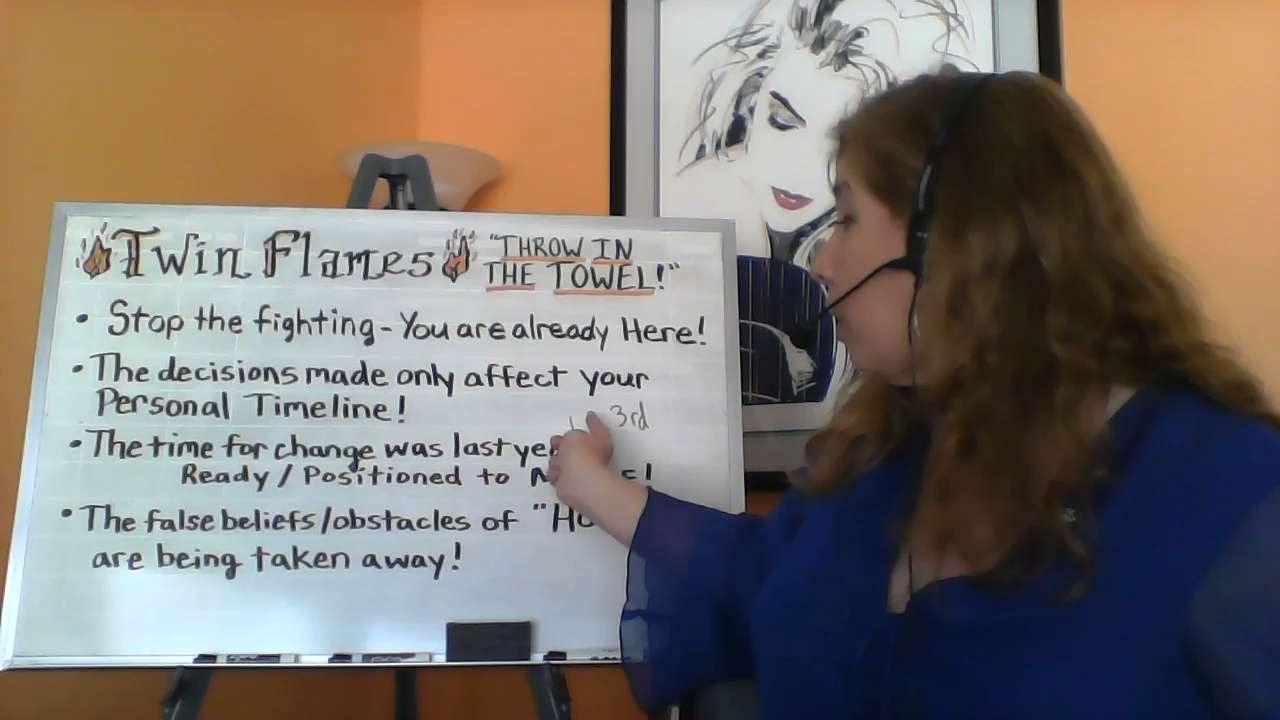 Twin Flames "THROW IN
THE TOWEL!"
• Stop the fighting - You are already Here!
• The decisions made only affect your
Personal Timeline!
3rd
• The time for change was last
Ready / Positioned to
• The false beliefs/obstacles of
are being taken away!